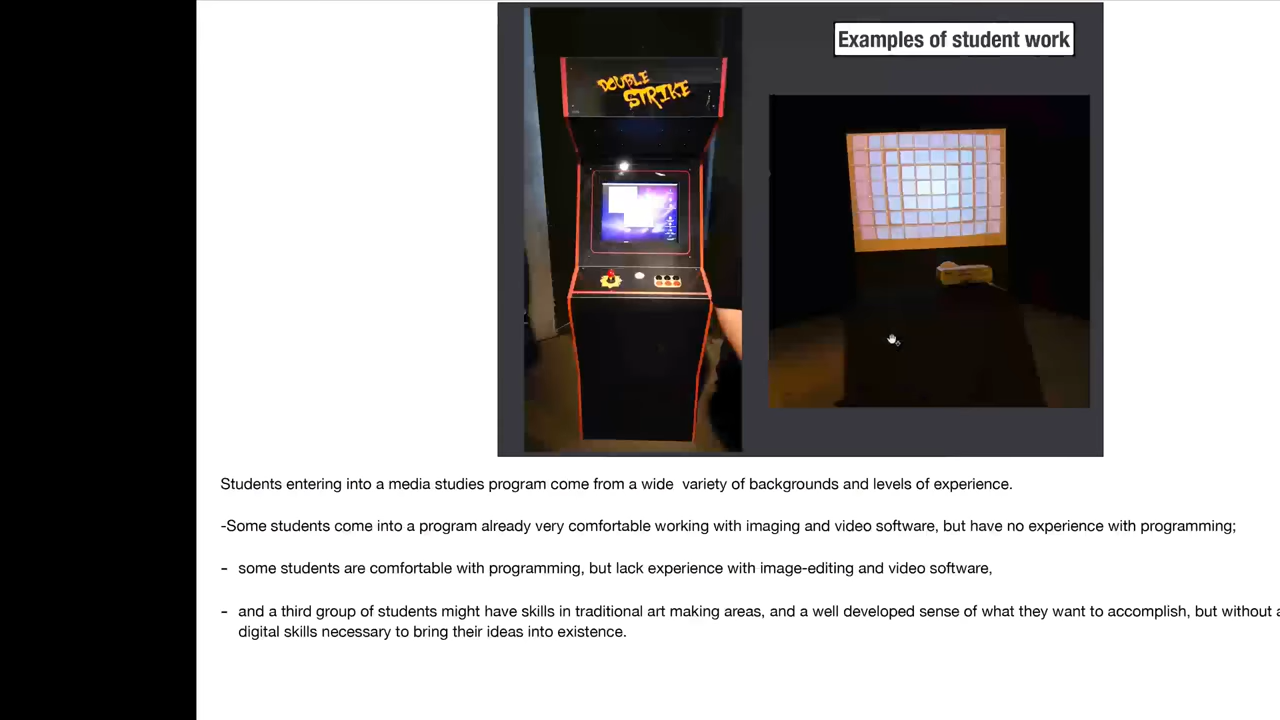 Examples of student work
DOUBLE
STRIKE
Students entering into a media studies program come from a wide  variety of backgrounds and levels of experience.
-Some students come into a program already very comfortable working with imaging and video software, but have no experience with programming;
- some students are comfortable with programming, but lack experience with image-editing and video software,
- and a third group of students might have skills in traditional art making areas, and a well developed sense of what they want to accomplish, but without
digital skills necessary to bring their ideas into existence.